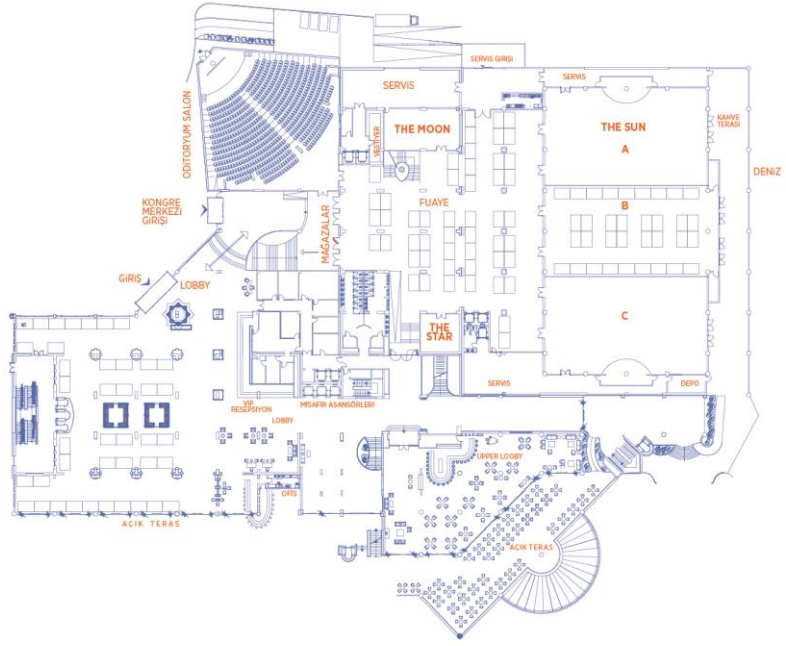 SERVİS GİRİŞİ
SERVİS
SERVİS
ODİTORYUM SALON
VESTİYER
THE MOON
THE SUN
A
KAHVE
TERASI
DENİZ
KONGRE
MERKEZİ
GİRİŞİ
MAĞAZALAR
FUAYE
B
GİRİŞ
LOBBY
C
THE
STAR
SERVİS
DEPO
VIP
RESEPSİYON
MİSAFİR ASANSÖRLERİ
LOBBY
UPPER LOOBY
OFİS
AÇIK TERAS
AÇIK TERAS